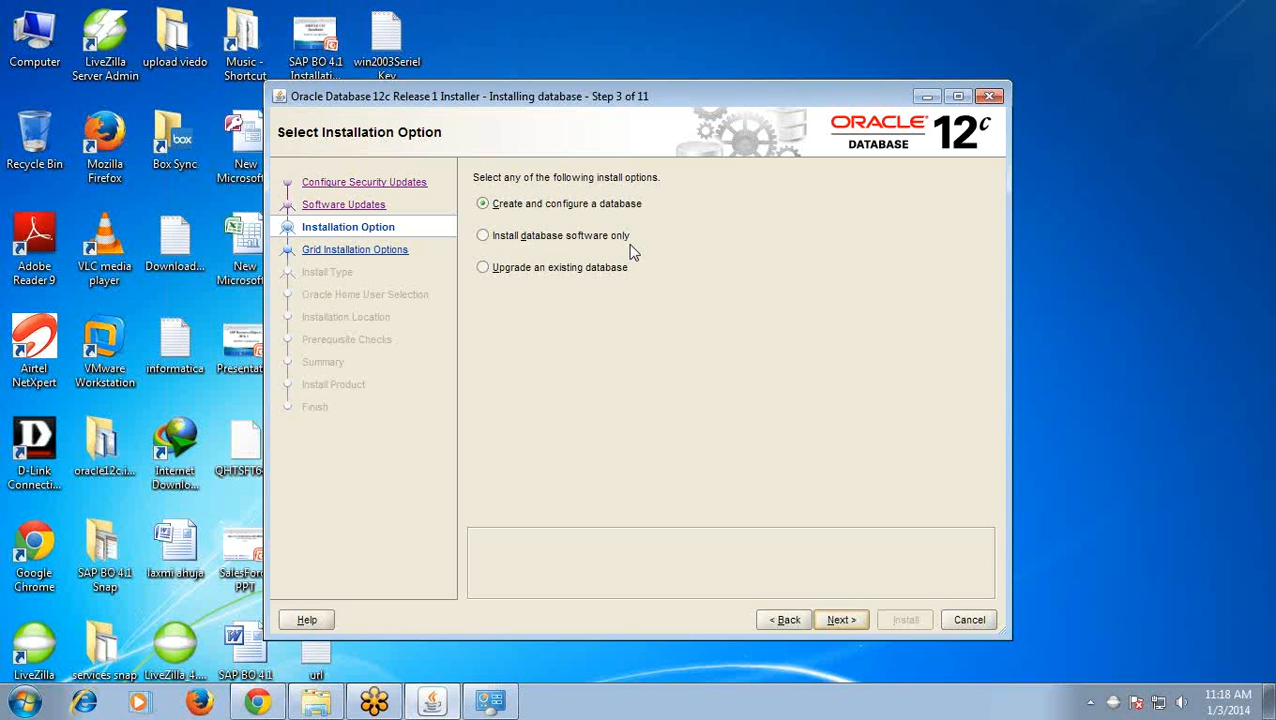 Computer
LiveZilla
Server Admin
upload viedo
Music -
Shortcut
SAP BO 4.1
Installati...
win2003Seriel
Key
Recycle Bin
Mozilla
Firefox
Box Sync
New
Microsoft
Adobe
Reader 9
VLC media
player
Download...
New
Microsoft
Airtel
NetXpert
VMware
Workstation
informatica
Presentat
D-Link
Connecti...
oracle12c.i...
Internet
Downlo...
QHTSFT6
Google
Chrome
SAP BO 4.1
Snap
laxmi ahuja
SalesFor
PPT
LiveZilla
services snap
LiveZilla_4....
SAP BO 4.1
url
Oracle Database 12c Release 1 Installer - Installing database - Step 3 of 11
Select Installation Option
ORACLE
DATABASE
12c
Configure Security Updates
Software Updates
Installation Option
Grid Installation Options
Install Type
Oracle Home User Selection
Installation Location
Prerequisite Checks
Summary
Install Product
Finish
Select any of the following install options.
Create and configure a database
Install database software only
Upgrade an existing database
Help
< Back
Next >
Install
Cancel
11:18 AM
1/3/2014